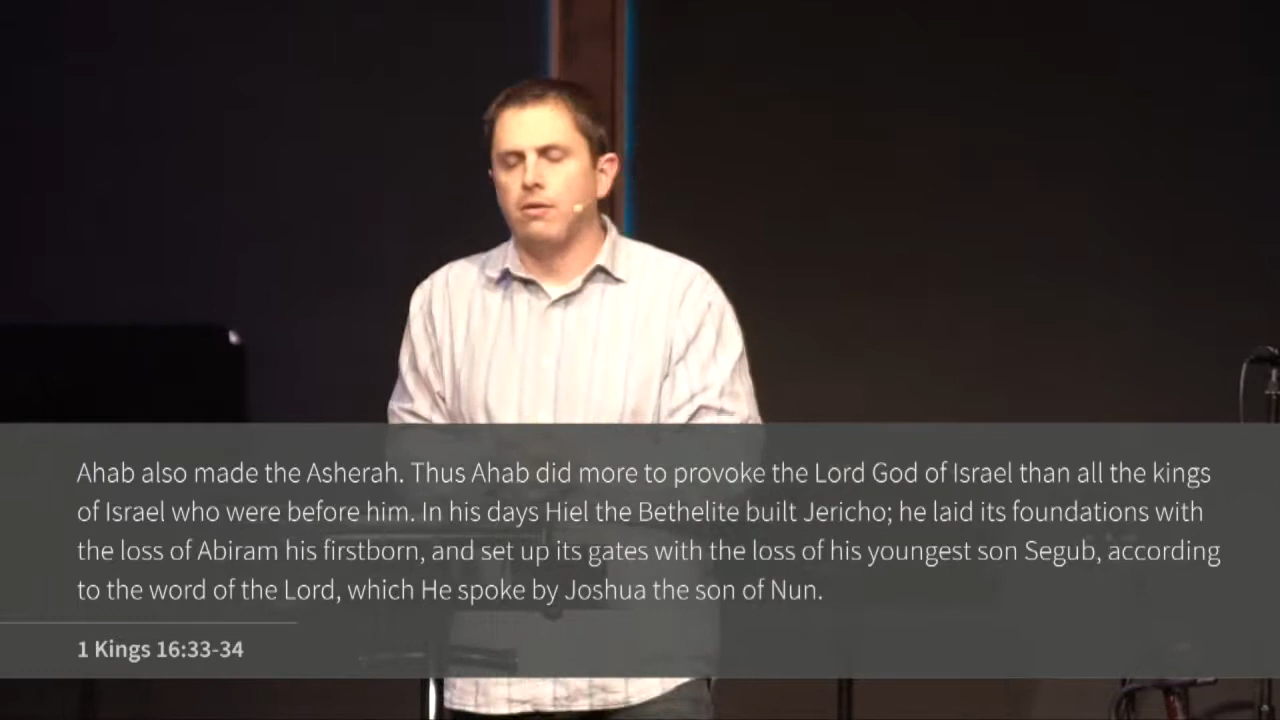 Ahab also made the Asherah. Thus Ahab did more to provoke the Lord God of Israel than all the kings
of Israel who were before him. In his days Hiel the Bethelite built Jericho; he laid its foundations with
the loss of Abiram his firstborn, and set up its gates with the loss of his youngest son Segub, according
to the word of the Lord, which He spoke by Joshua the son of Nun.
1 Kings 16:33-34